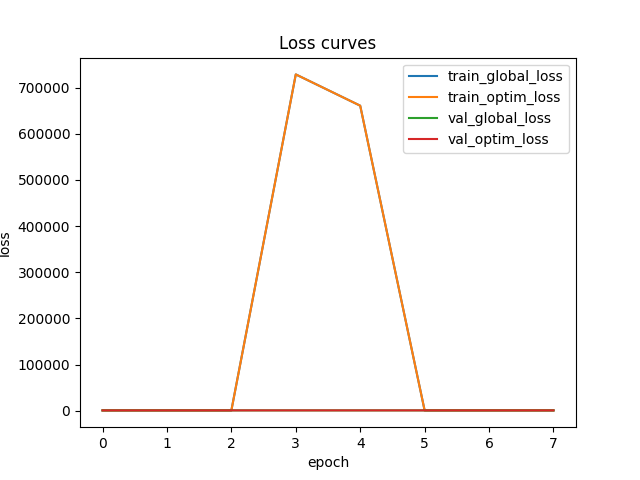 Loss curves
train_global_loss
train_optim_loss
val_global_loss
val_optim_loss
700000
600000
500000
400000
300000
200000
100000
0
loss
0 1 2 3 4 5 6 7
epoch